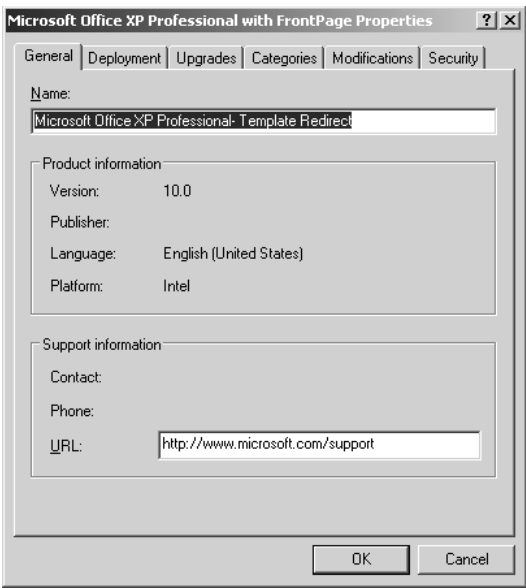 Microsoft Office XP Professional with FrontPage Properties
General Deployment Upgrades Categories Modifications Security
Name:
Microsoft Office XP Professional- Template Redirect
Product information
Version: 10.0
Publisher:
Language: English (United States)
Platform: Intel
Support information
Contact:
Phone:
URL: http://www.microsoft.com/support
OK Cancel